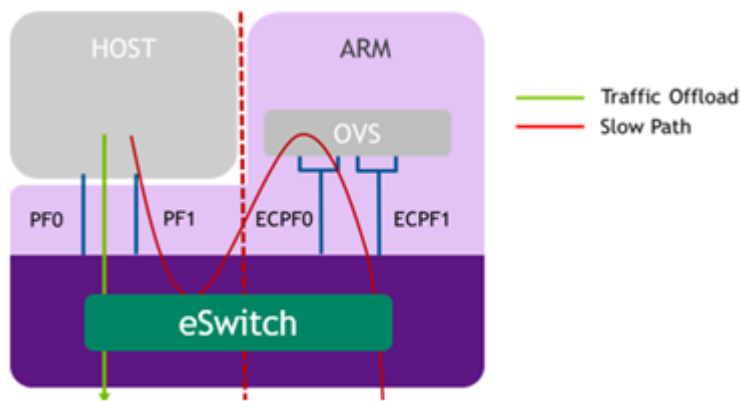 HOST
ARM
OVS
PF0
PF1
ECPF0
ECPF1
eSwitch
Traffic Offload
Slow Path